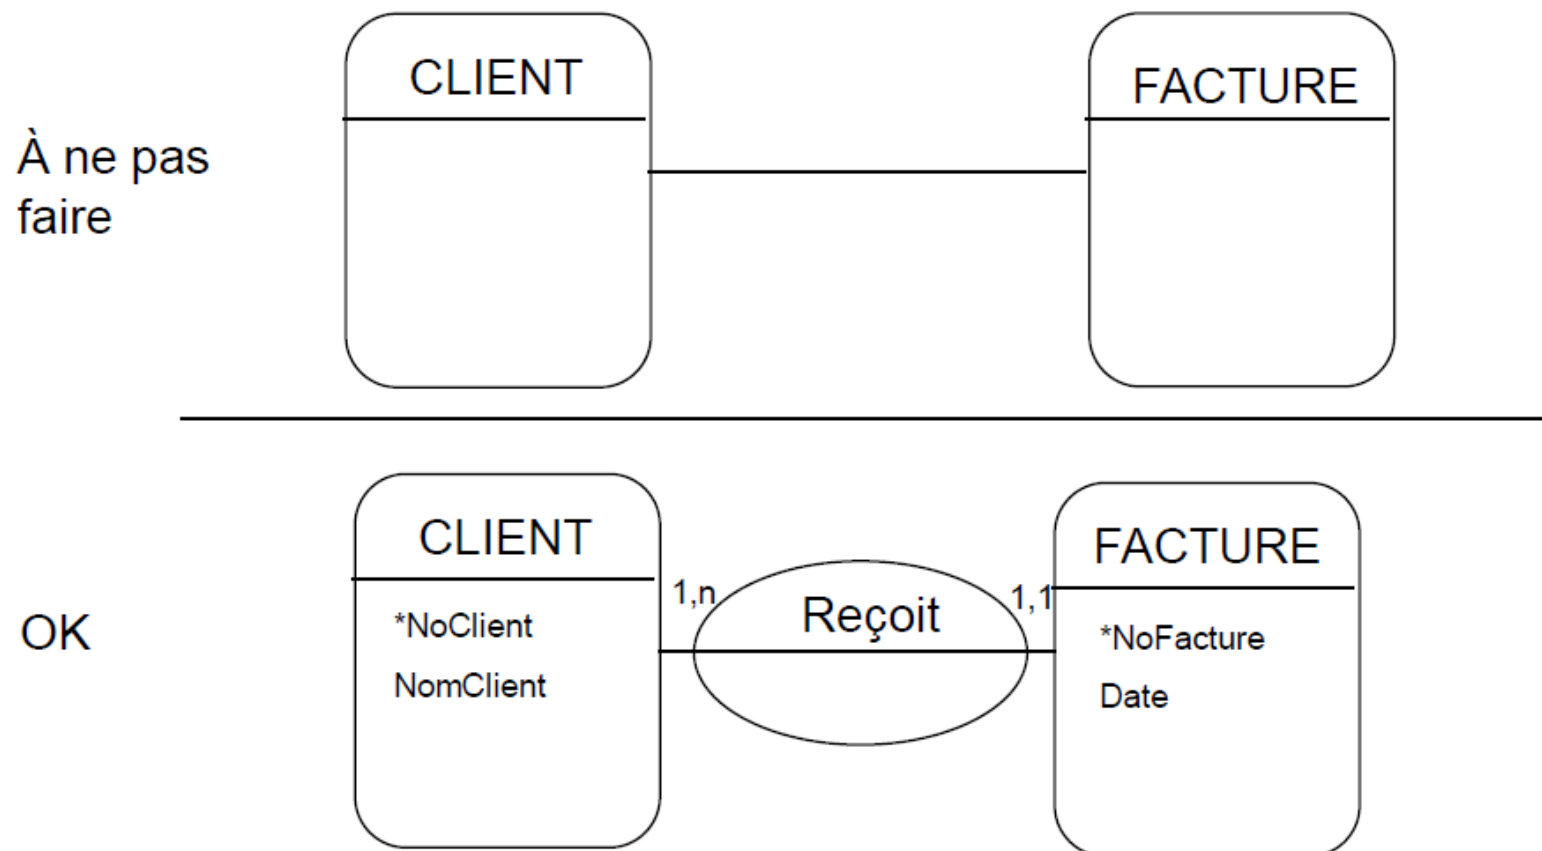 CLIENT
FACTURE
À ne pas
faire
CLIENT
FACTURE
1,n
Reçoit
1,1
OK
*NoClient
NomClient
*NoFacture
Date